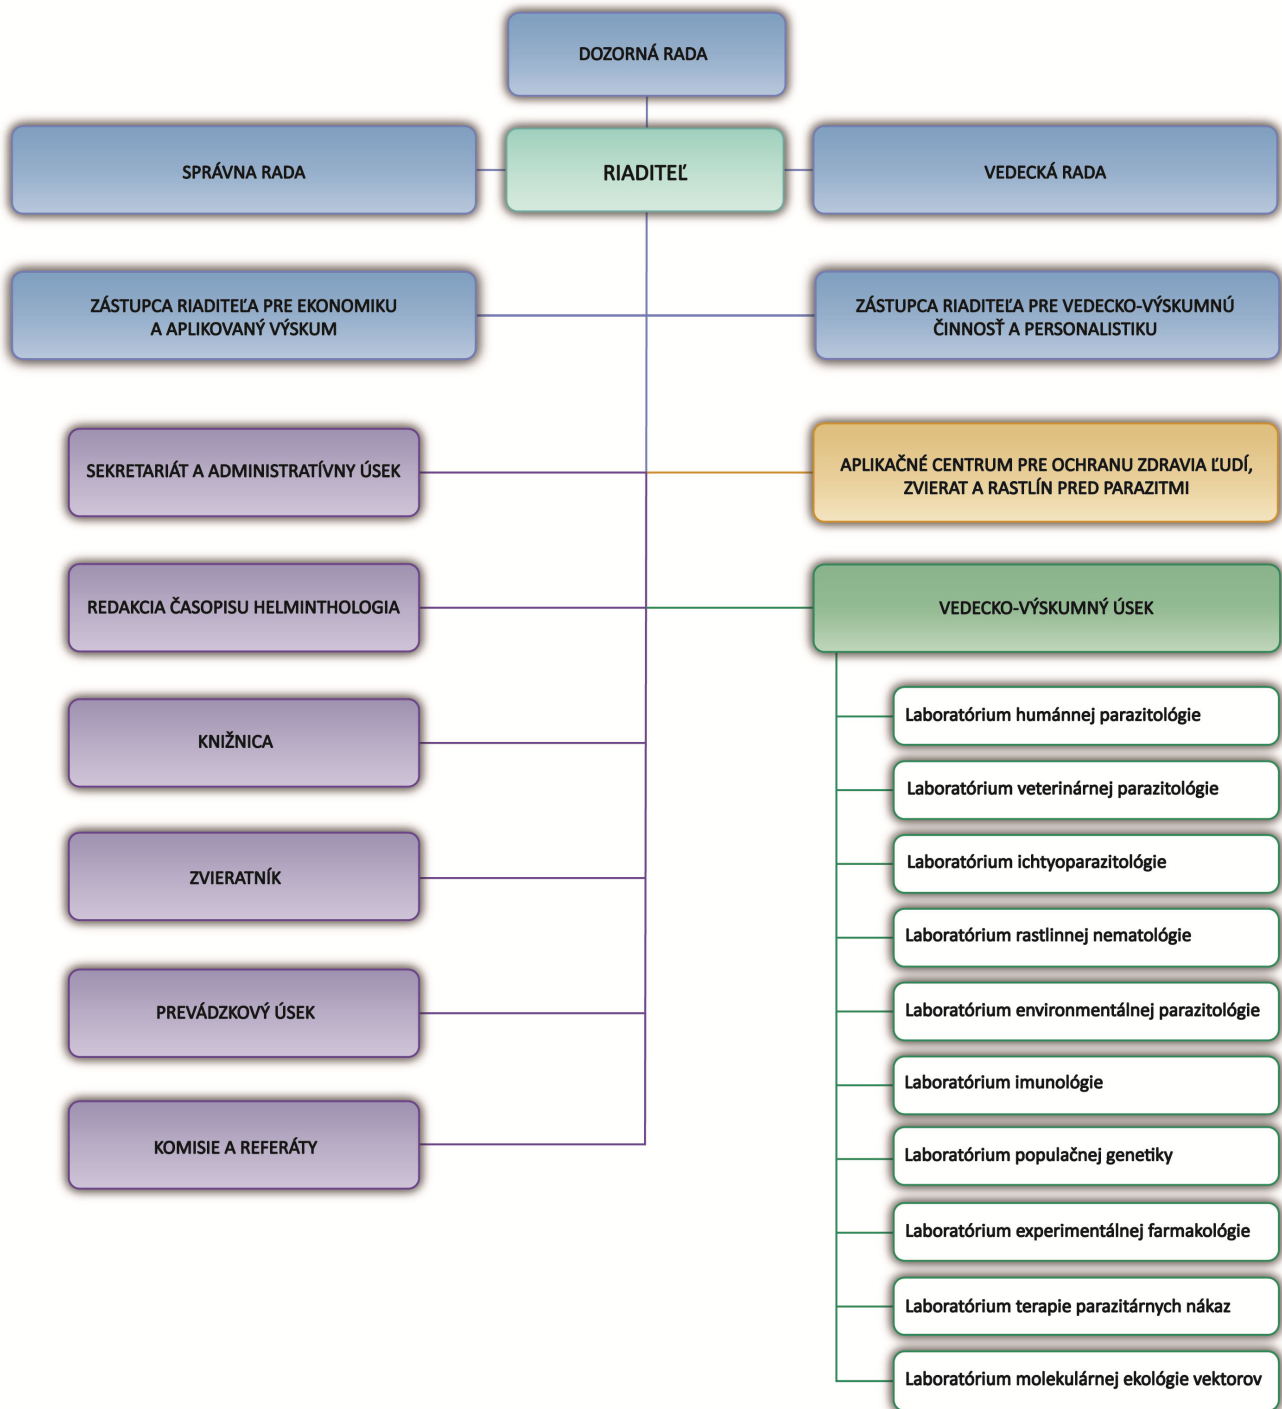 DOZORNÁ RADA
SPRÁVNA RADA
RIADITEĽ
VEDECKÁ RADA
ZÁSTUPCA RIADITEĽA PRE EKONOMIKU
A APLIKOVANÝ VÝSKUM
ZÁSTUPCA RIADITEĽA PRE VEDECKO-VÝSKUMNÚ
ČINNOSŤ A PERSONALISTIKU
SEKRETARIÁT A ADMINISTRATÍVNY ÚSEK
APLIKAČNÉ CENTRUM PRE OCHRANU ZDRAVIA ĽUDÍ,
ZVIERAT A RASTLÍN PRED PARAZITMI
REDAKCIA ČASOPISU HELMINTHOLOGIA
VEDECKO-VÝSKUMNÝ ÚSEK
KNIŽNICA
ZVIERATNÍK
PREVÁDZKOVÝ ÚSEK
KOMISIE A REFERÁTY
Laboratórium humánnej parazitológie
Laboratórium veterinárnej parazitológie
Laboratórium ichtyoparazitológie
Laboratórium rastlinnej nematológie
Laboratórium environmentálnej parazitológie
Laboratórium imunológie
Laboratórium populačnej genetiky
Laboratórium experimentálnej farmakológie
Laboratórium terapie parazitárnych nákaz
Laboratórium molekulárnej ekológie vektorov